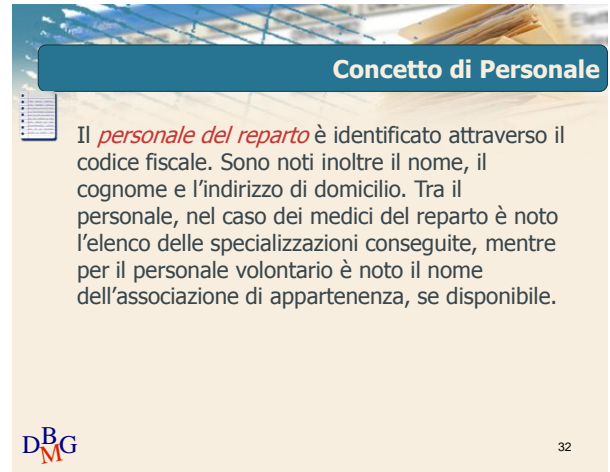 Concetto di Personale
Il personale del reparto è identificato attraverso il
codice fiscale. Sono noti inoltre il nome, il
cognome e l'indirizzo di domicilio. Tra il
personale, nel caso dei medici del reparto è noto
l'elenco delle specializzazioni conseguite, mentre
per il personale volontario è noto il nome
dell'associazione di appartenenza, se disponibile.
DBMG
32